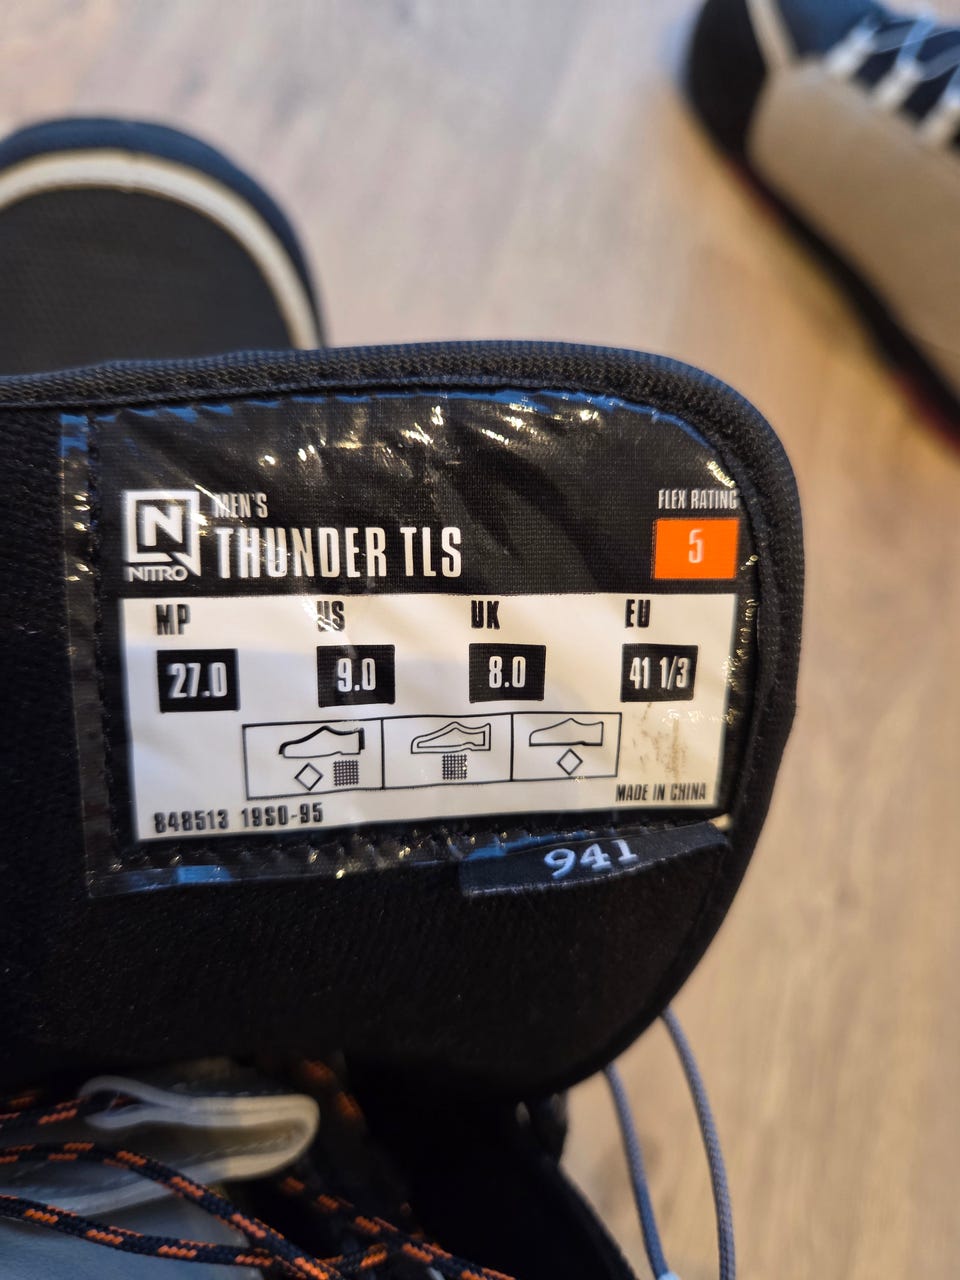 MEN'S
FLEX RATING
N
NITRO
THUNDER TLS
5
MP US UK EU
27.0 9.0 8.0 41 1/3
MADE IN CHINA
848513 19S0-95
941